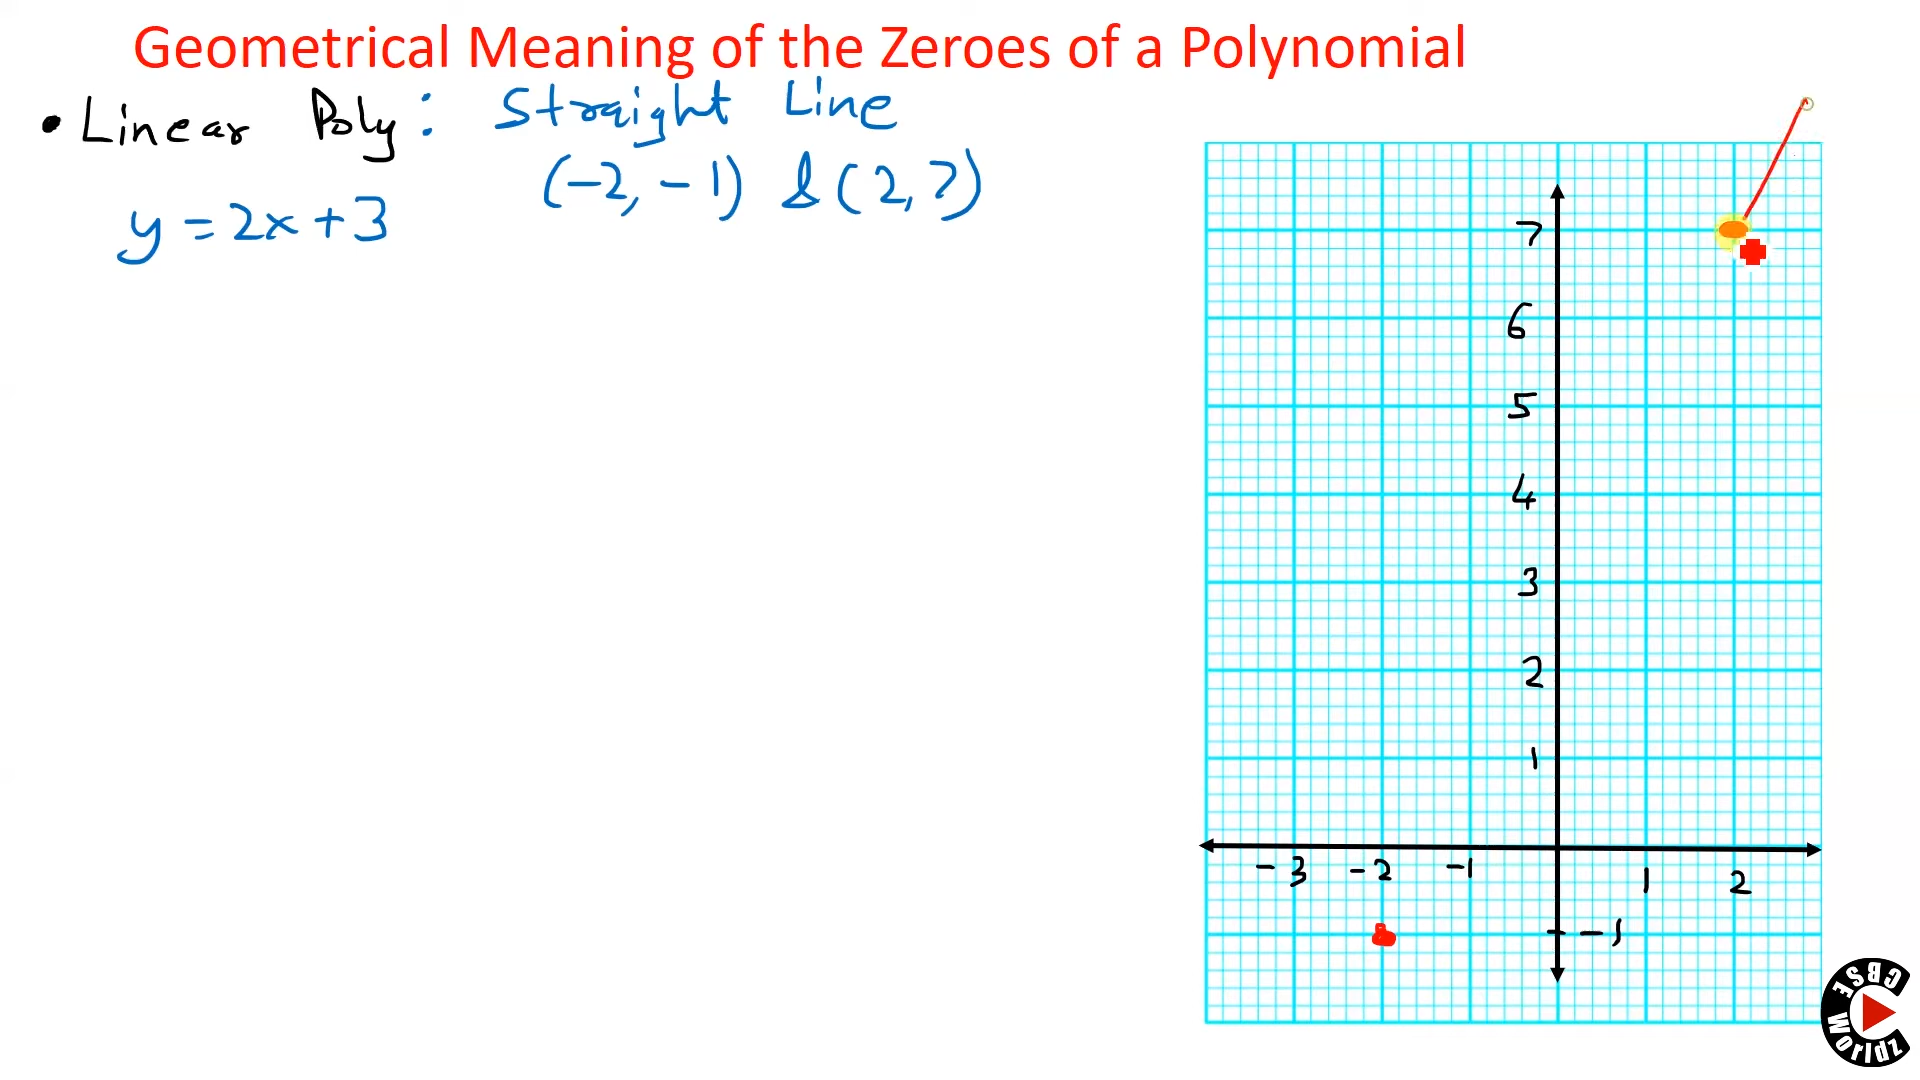 Geometrical Meaning of the Zeroes of a Polynomial
• Linear Poly: Straight Line
(-2, -1) & (2, 7)
y = 2x + 3
7
6
5
4
3
2
1
-3 -2 -1 1 2
-1
CBSE Worldz